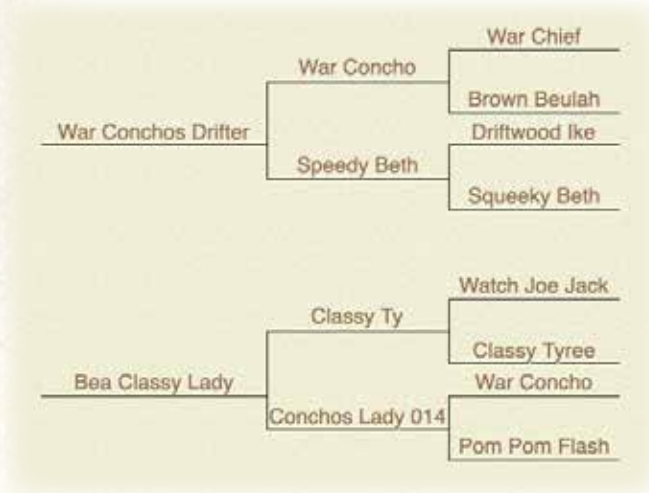 War Chief
War Concho
Brown Beulah
War Conchos Drifter
Driftwood Ike
Speedy Beth
Squeeky Beth
Watch Joe Jack
Classy Ty
Classy Tyree
Bea Classy Lady
War Concho
Conchos Lady 014
Pom Pom Flash